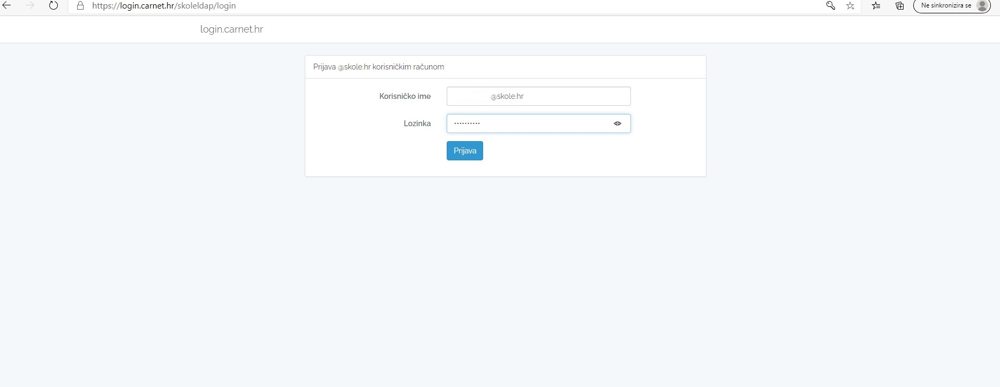 https://login.carnet.hr/skoleldap/login
Ne sinkronizira se
login.carnet.hr
Prijava @skole.hr korisničkim računom
Korisničko ime
@skole.hr
Lozinka
••••••••••
Prijava